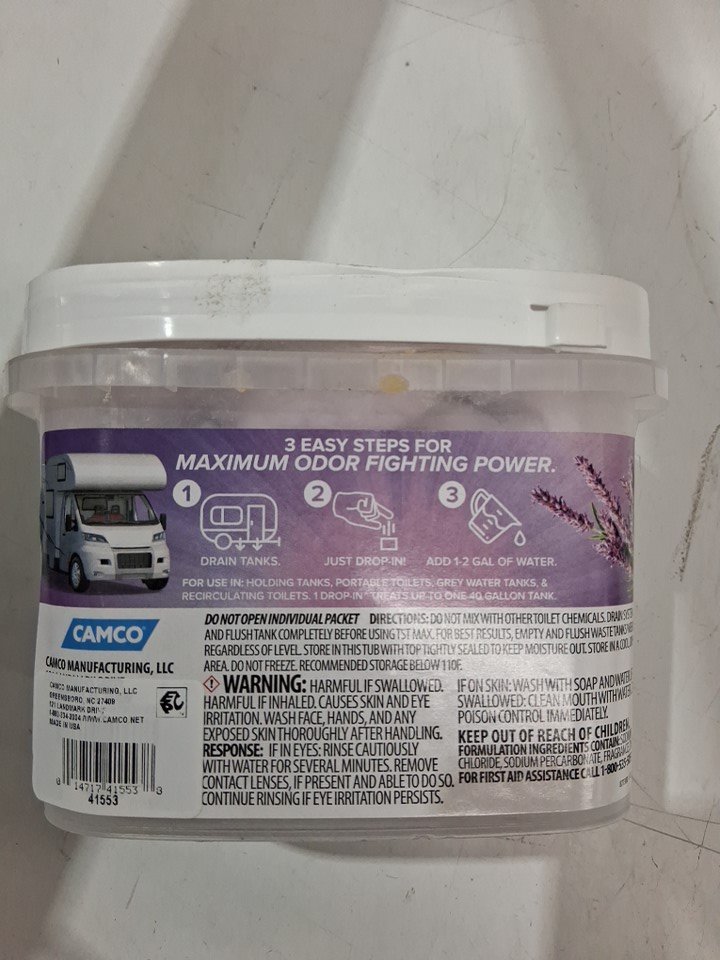 3 EASY STEPS FOR
MAXIMUM ODOR FIGHTING POWER.
1
2
3
DRAIN TANKS.
JUST DROP-IN!
ADD 1-2 GAL OF WATER.
FOR USE IN: HOLDING TANKS, PORTABLE TOILETS, GREY WATER TANKS, &
RECIRCULATING TOILETS. 1 DROP-IN TREATS UP TO ONE 40 GALLON TANK.
DO NOT OPEN INDIVIDUAL PACKET DIRECTIONS: DO NOT MIX WITH OTHER TOILET CHEMICALS. DRAIN
AND FLUSH TANK COMPLETELY BEFORE USING TST MAX. FOR BEST RESULTS, EMPTY AND FLUSH WASTE TANKS
REGARDLESS OF LEVEL. STORE IN THIS TUB WITH TOP TIGHTLY SEALED TO KEEP MOISTURE OUT. STORE IN A COOL,
AREA. DO NOT FREEZE. RECOMMENDED STORAGE BELOW 110F.
CAMCO
CAMCO MANUFACTURING, LLC
CAMCO MANUFACTURING, LLC
GREENSBORO, NC 27409
121 LANDMARK DRIVE
CAMCO.NET
MADE IN USA
0 14717 41553 3
41553
WARNING: HARMFUL IF SWALLOWED.
HARMFUL IF INHALED. CAUSES SKIN AND EYE
IRRITATION. WASH FACE, HANDS, AND ANY
EXPOSED SKIN THOROUGHLY AFTER HANDLING.
RESPONSE: IF IN EYES: RINSE CAUTIOUSLY
WITH WATER FOR SEVERAL MINUTES. REMOVE
CONTACT LENSES, IF PRESENT AND ABLE TO DO SO.
CONTINUE RINSING IF EYE IRRITATION PERSISTS.
IF ON SKIN: WASH WITH SOAP AND WATER
SWALLOWED: CLEAN MOUTH WITH WATER
POISON CONTROL IMMEDIATELY.
KEEP OUT OF REACH OF CHILDREN.
FORMULATION INGREDIENTS CONTAIN:
CHLORIDE, SODIUM PERCARBONATE,
FOR FIRST AID ASSISTANCE CALL